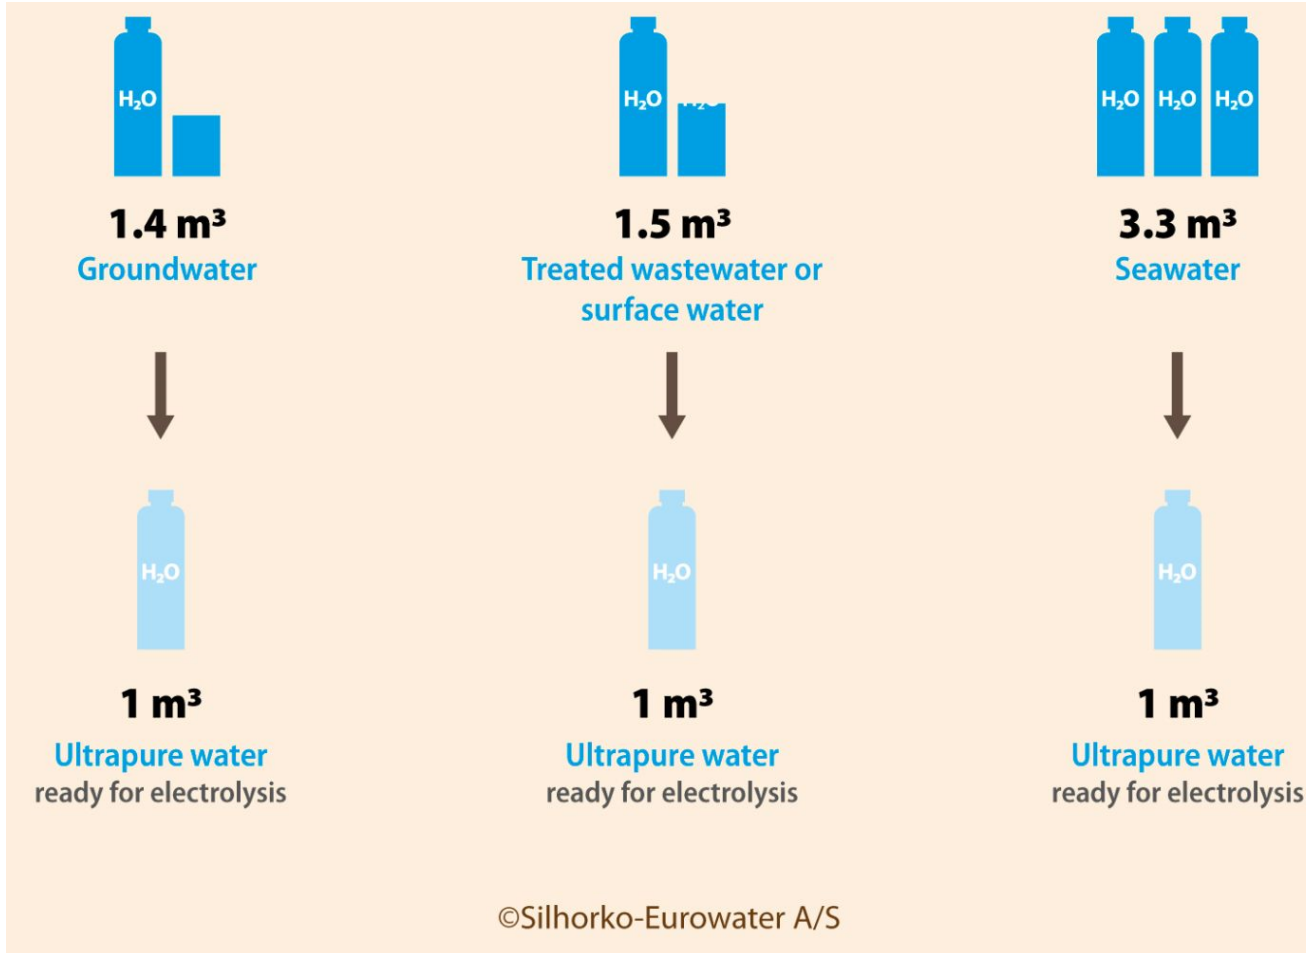 H₂O
H₂O H₂O
H₂O H₂O H₂O
1.4 m³
Groundwater
1.5 m³
Treated wastewater or
surface water
3.3 m³
Seawater
H₂O
H₂O
H₂O
1 m³
Ultrapure water
ready for electrolysis
1 m³
Ultrapure water
ready for electrolysis
1 m³
Ultrapure water
ready for electrolysis
©Silhorko-Eurowater A/S